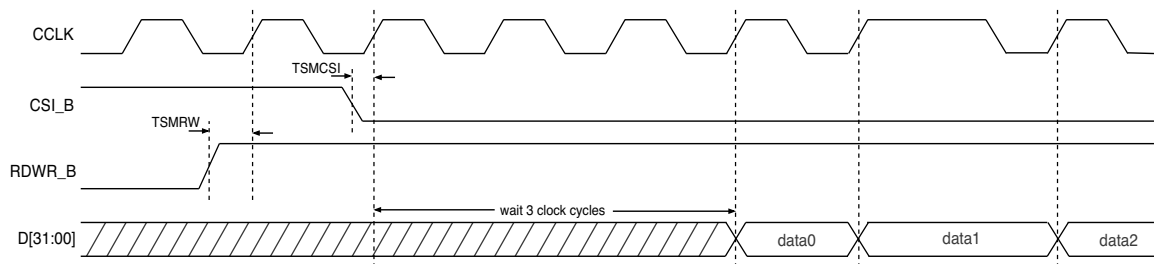 CCLK
TSMCSI
CSI_B
TSMRW
RDWR_B
wait 3 clock cycles
D[31:00]
data0
data1
data2